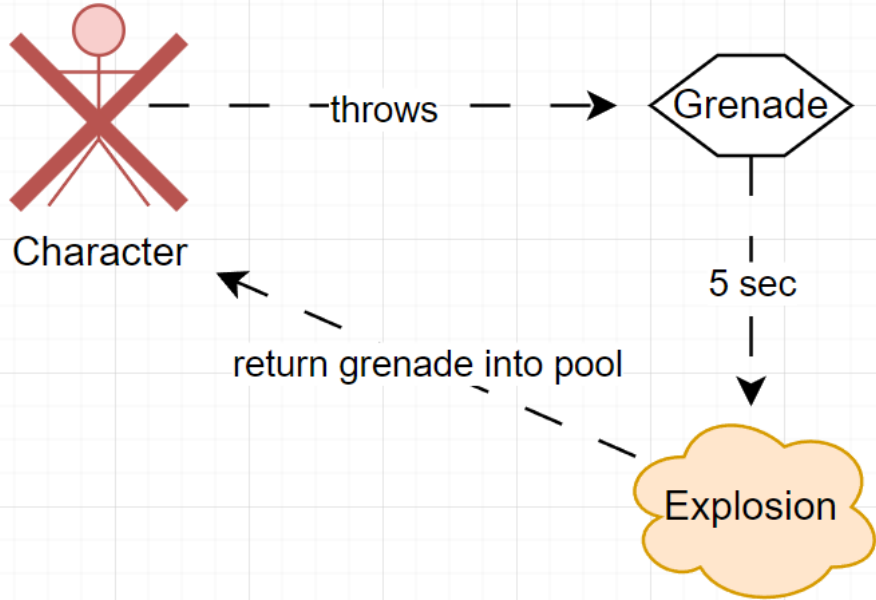 throws
Grenade
Character
5 sec
return grenade into pool
Explosion